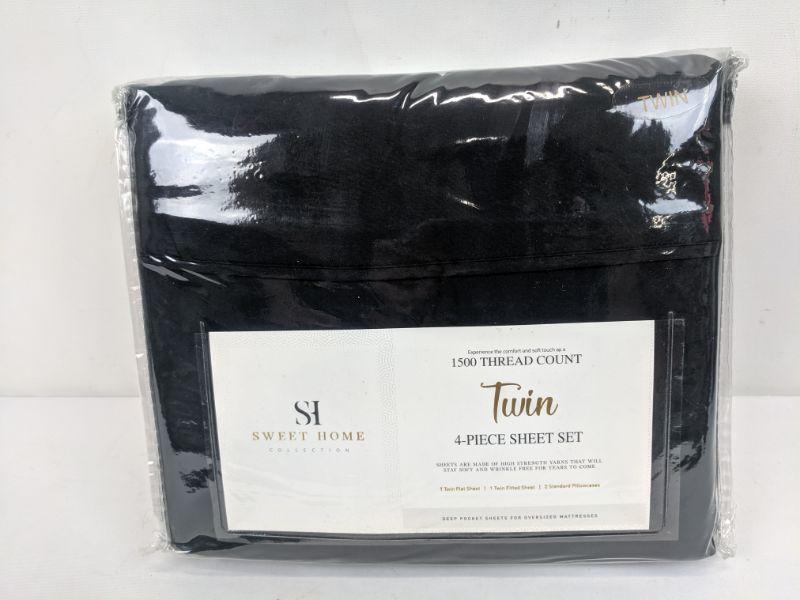 TWIN
SH
SWEET HOME
COLLECTION
Experience the comfort and soft touch of a
1500 THREAD COUNT
Twin
4-PIECE SHEET SET
SHEETS ARE MADE OF HIGH STRENGTH YARNS THAT WILL
STAY SOFT AND WRINKLE FREE FOR YEARS TO COME
1 Twin Flat Sheet | 1 Twin Fitted Sheet | 2 Standard Pillowcases
DEEP POCKET SHEETS FOR OVERSIZED MATTRESSES